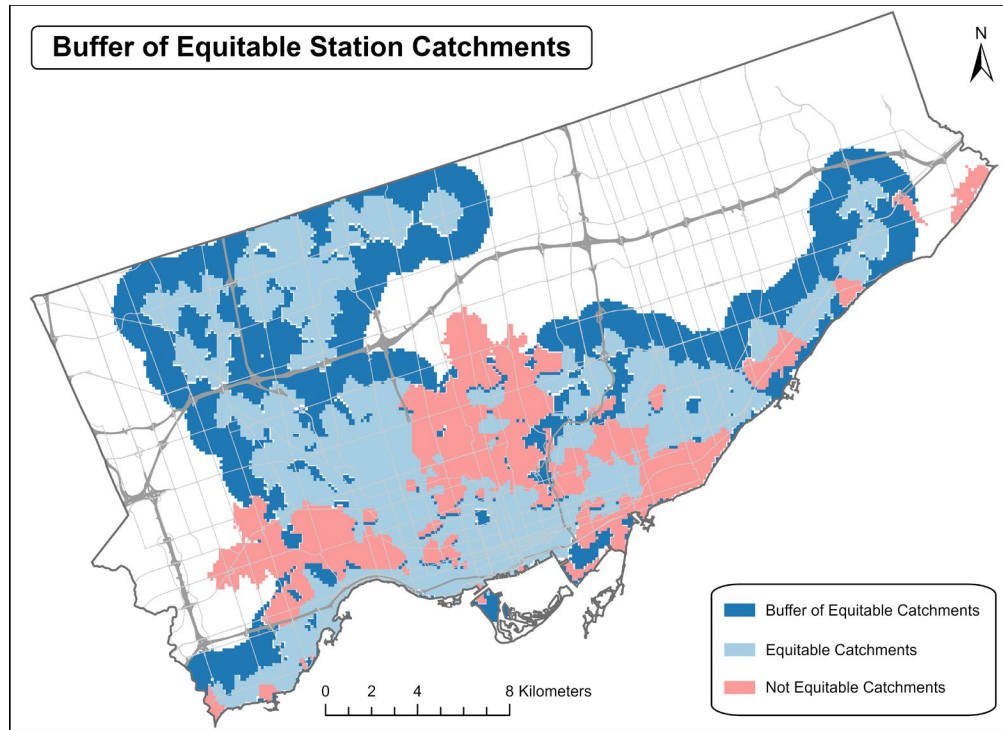 Buffer of Equitable Station Catchments
N
Buffer of Equitable Catchments
Equitable Catchments
Not Equitable Catchments
0 2 4 8 Kilometers